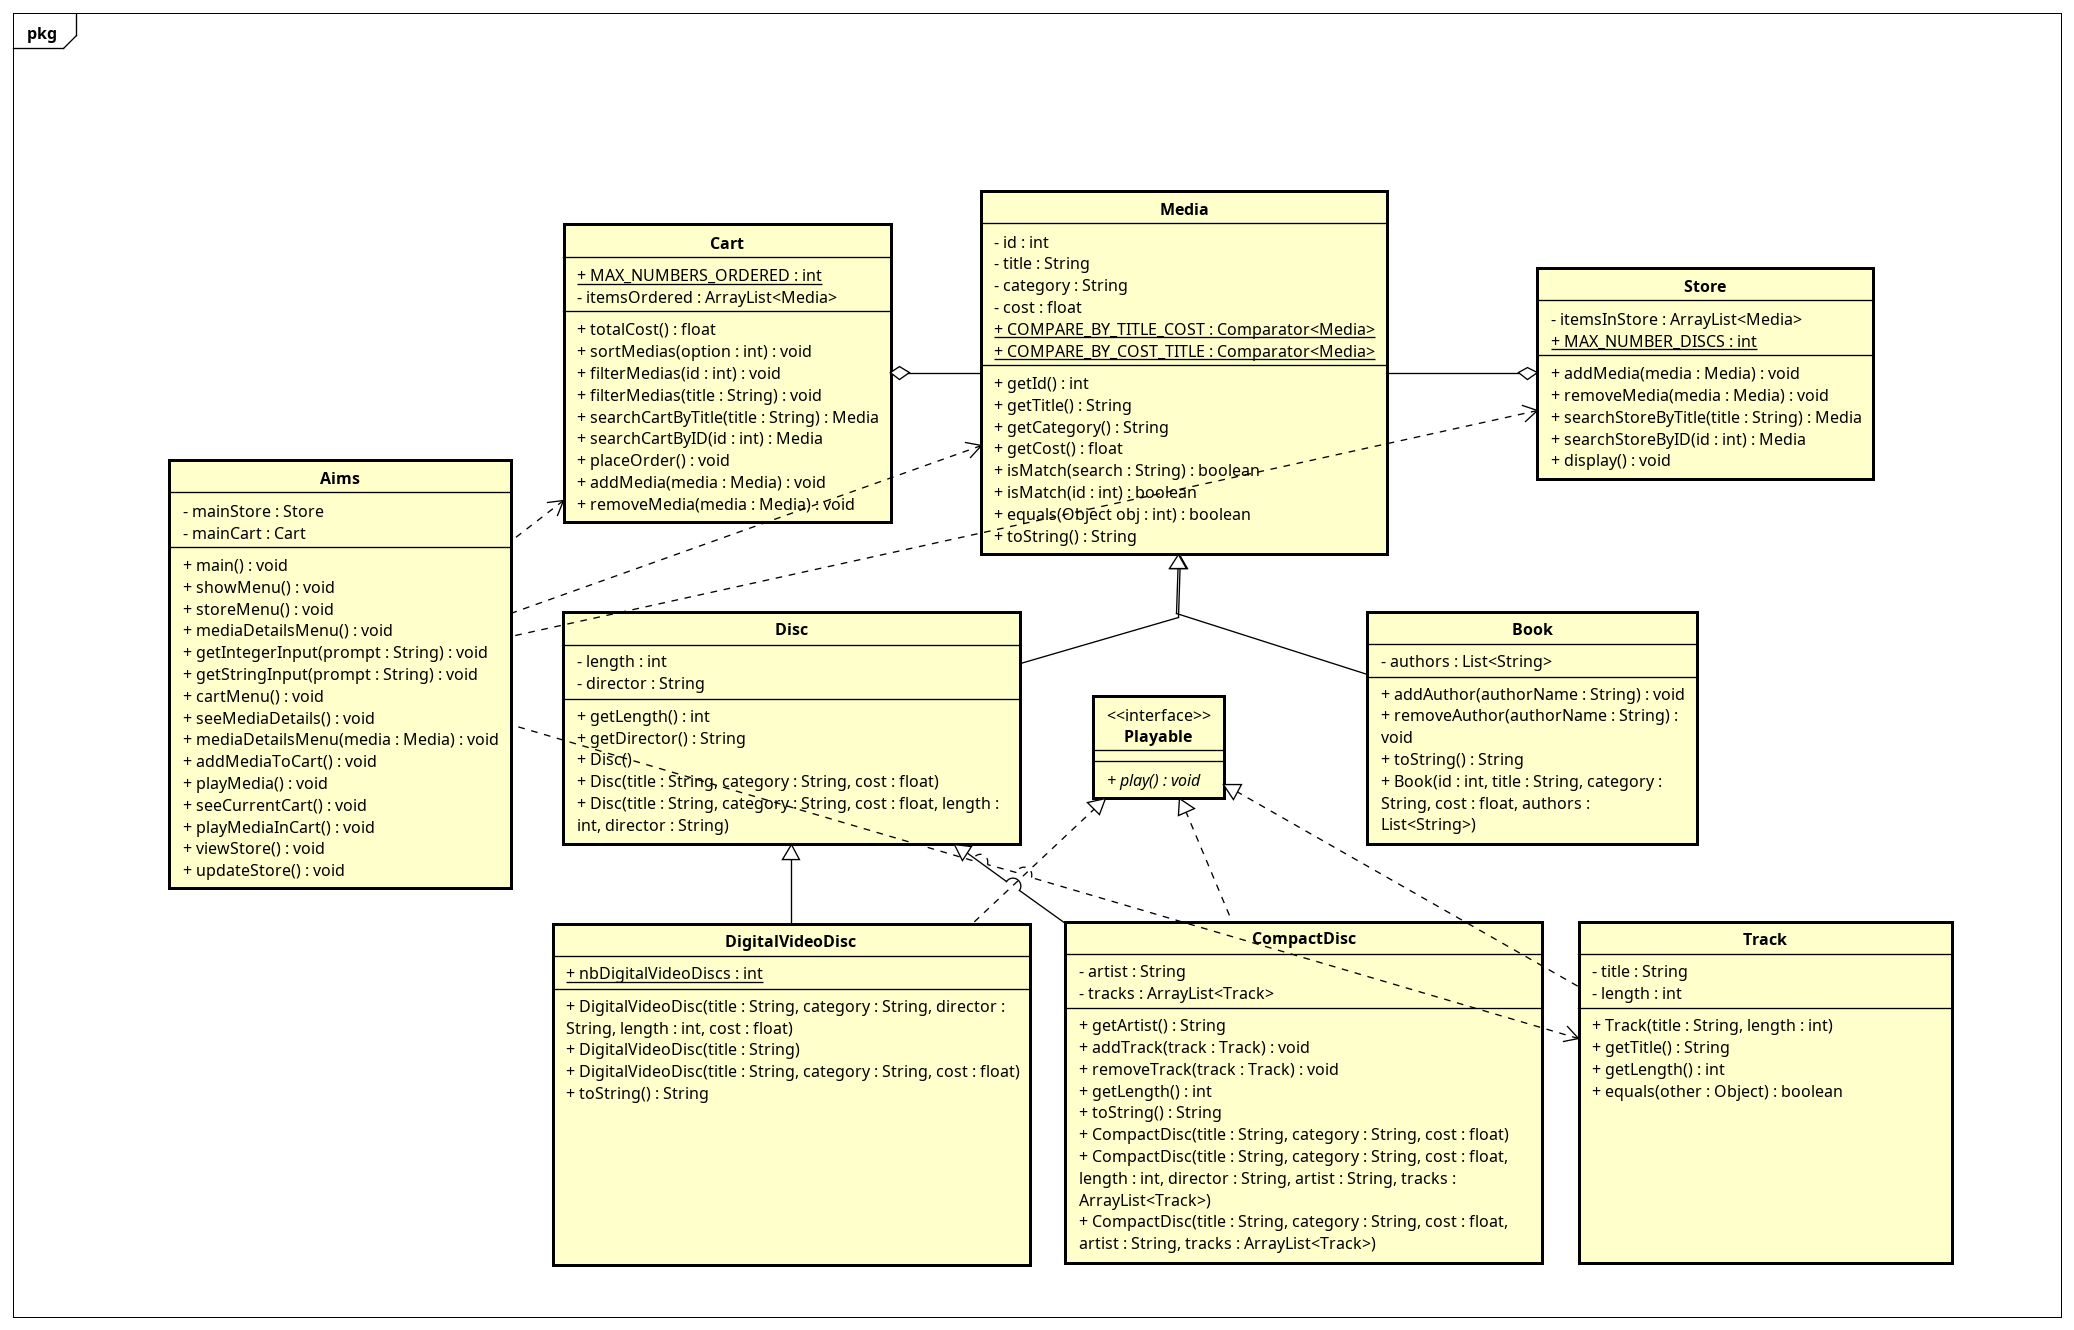 pkg
Media
- id : int
- title : String
- category : String
- cost : float
+ COMPARE_BY_TITLE_COST : Comparator<Media>
+ COMPARE_BY_COST_TITLE : Comparator<Media>
+ getId() : int
+ getTitle() : String
+ getCategory() : String
+ getCost() : float
+ isMatch(search : String) : boolean
+ isMatch(id : int) : boolean
+ equals(Object obj : int) : boolean
+ toString() : String
Cart
+ MAX_NUMBERS_ORDERED : int
- itemsOrdered : ArrayList<Media>
+ totalCost() : float
+ sortMedias(option : int) : void
+ filterMedias(id : int) : void
+ filterMedias(title : String) : void
+ searchCartByTitle(title : String) : Media
+ searchCartByID(id : int) : Media
+ placeOrder() : void
+ addMedia(media : Media) : void
+ removeMedia(media : Media) : void
Store
- itemsInStore : ArrayList<Media>
+ MAX_NUMBER_DISCS : int
+ addMedia(media : Media) : void
+ removeMedia(media : Media) : void
+ searchStoreByTitle(title : String) : Media
+ searchStoreByID(id : int) : Media
+ display() : void
Aims
- mainStore : Store
- mainCart : Cart
+ main() : void
+ showMenu() : void
+ storeMenu() : void
+ mediaDetailsMenu() : void
+ getIntegerInput(prompt : String) : void
+ getStringInput(prompt : String) : void
+ cartMenu() : void
+ seeMediaDetails() : void
+ mediaDetailsMenu(media : Media) : void
+ addMediaToCart() : void
+ playMedia() : void
+ seeCurrentCart() : void
+ playMediaInCart() : void
+ viewStore() : void
+ updateStore() : void
Disc
- length : int
- director : String
+ getLength() : int
+ getDirector() : String
+ Disc()
+ Disc(title : String, category : String, cost : float)
+ Disc(title : String, category : String, cost : float, length :
int, director : String)
<<interface>>
Playable
+ play() : void
Book
- authors : List<String>
+ addAuthor(authorName : String) : void
+ removeAuthor(authorName : String) :
void
+ toString() : String
+ Book(id : int, title : String, category :
String, cost : float, authors :
List<String>)
DigitalVideoDisc
+ nbDigitalVideoDiscs : int
+ DigitalVideoDisc(title : String, category : String, director :
String, length : int, cost : float)
+ DigitalVideoDisc(title : String)
+ DigitalVideoDisc(title : String, category : String, cost : float)
+ toString() : String
CompactDisc
- artist : String
- tracks : ArrayList<Track>
+ getArtist() : String
+ addTrack(track : Track) : void
+ removeTrack(track : Track) : void
+ getLength() : int
+ toString() : String
+ CompactDisc(title : String, category : String, cost : float)
+ CompactDisc(title : String, category : String, cost : float,
length : int, director : String, artist : String, tracks :
ArrayList<Track>)
+ CompactDisc(title : String, category : String, cost : float,
artist : String, tracks : ArrayList<Track>)
Track
- title : String
- length : int
+ Track(title : String, length : int)
+ getTitle() : String
+ getLength() : int
+ equals(other : Object) : boolean